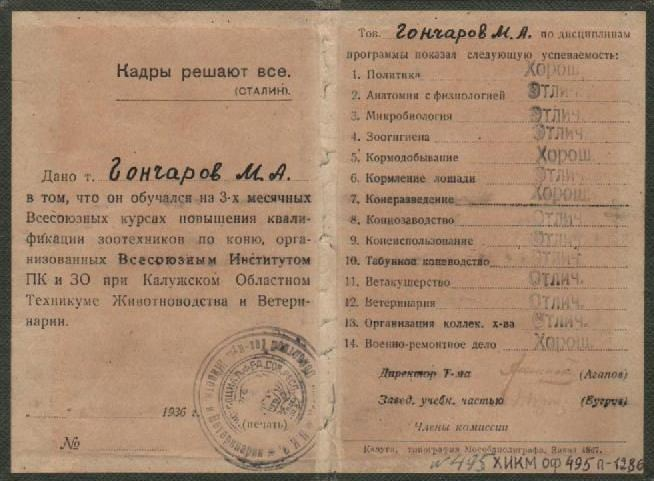 Кадры решают все.
(СТАЛИН).
Дано т. Гончаров М.А.
в том, что он обучался на 3-х месячных
Всесоюзных курсах повышения квали-
фикации зоотехников по коню, орга-
низованных Всесоюзным Институтом
ПК и ЗО при Калужском Областном
Техникуме Животноводства и Ветери-
нарии.
1936 г.
(печать)
№
Тов. Гончаров М.А. по дисциплинам
программы показал следующую успеваемость:
1. Политика Хорош.
2. Анатомия с физиологией Отлич.
3. Микробиология Отлич.
4. Зоогигиена Отлич.
5. Кормодобывание Хорош.
6. Кормление лошади Отлич.
7. Коневедение Хорош.
8. Коннозаводство Отлич.
9. Конеиспользование Отлич.
10. Табунное коневодство Отлич.
11. Ветакушерство Отлич.
12. Ветеринария Отлич.
13. Организация коллек. х-ва Отлич.
14. Военно-ремонтное дело Хорош.
Директор Т-ма (Агапов)
Завед. учебн. частью
Члены комиссии
Калуга, типография Мособполиграфа, Заказ
№495 ХИКМ ОФ 495 П-1286